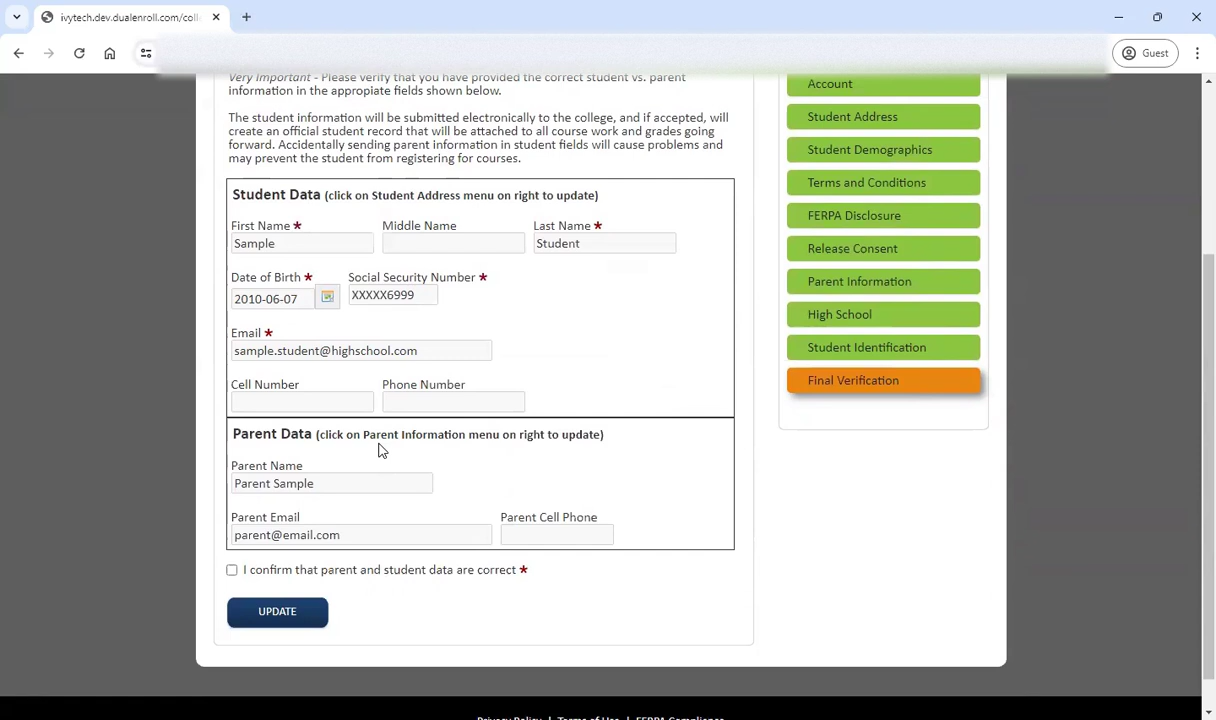 ivytech.dev.dualenroll.com/coll
Guest
Very Important - Please verify that you have provided the correct student vs. parent
information in the appropiate fields shown below.
The student information will be submitted electronically to the college, and if accepted, will
create an official student record that will be attached to all course work and grades going
forward. Accidentally sending parent information in student fields will cause problems and
may prevent the student from registering for courses.
Student Data (click on Student Address menu on right to update)
First Name * Middle Name Last Name *
Sample Student
Date of Birth * Social Security Number *
2010-06-07 XXXXX6999
Email *
sample.student@highschool.com
Cell Number Phone Number
Parent Data (click on Parent Information menu on right to update)
Parent Name
Parent Sample
Parent Email Parent Cell Phone
parent@email.com
I confirm that parent and student data are correct *
UPDATE
Account
Student Address
Student Demographics
Terms and Conditions
FERPA Disclosure
Release Consent
Parent Information
High School
Student Identification
Final Verification
Privacy Policy | Terms of Use | FERPA Compliance